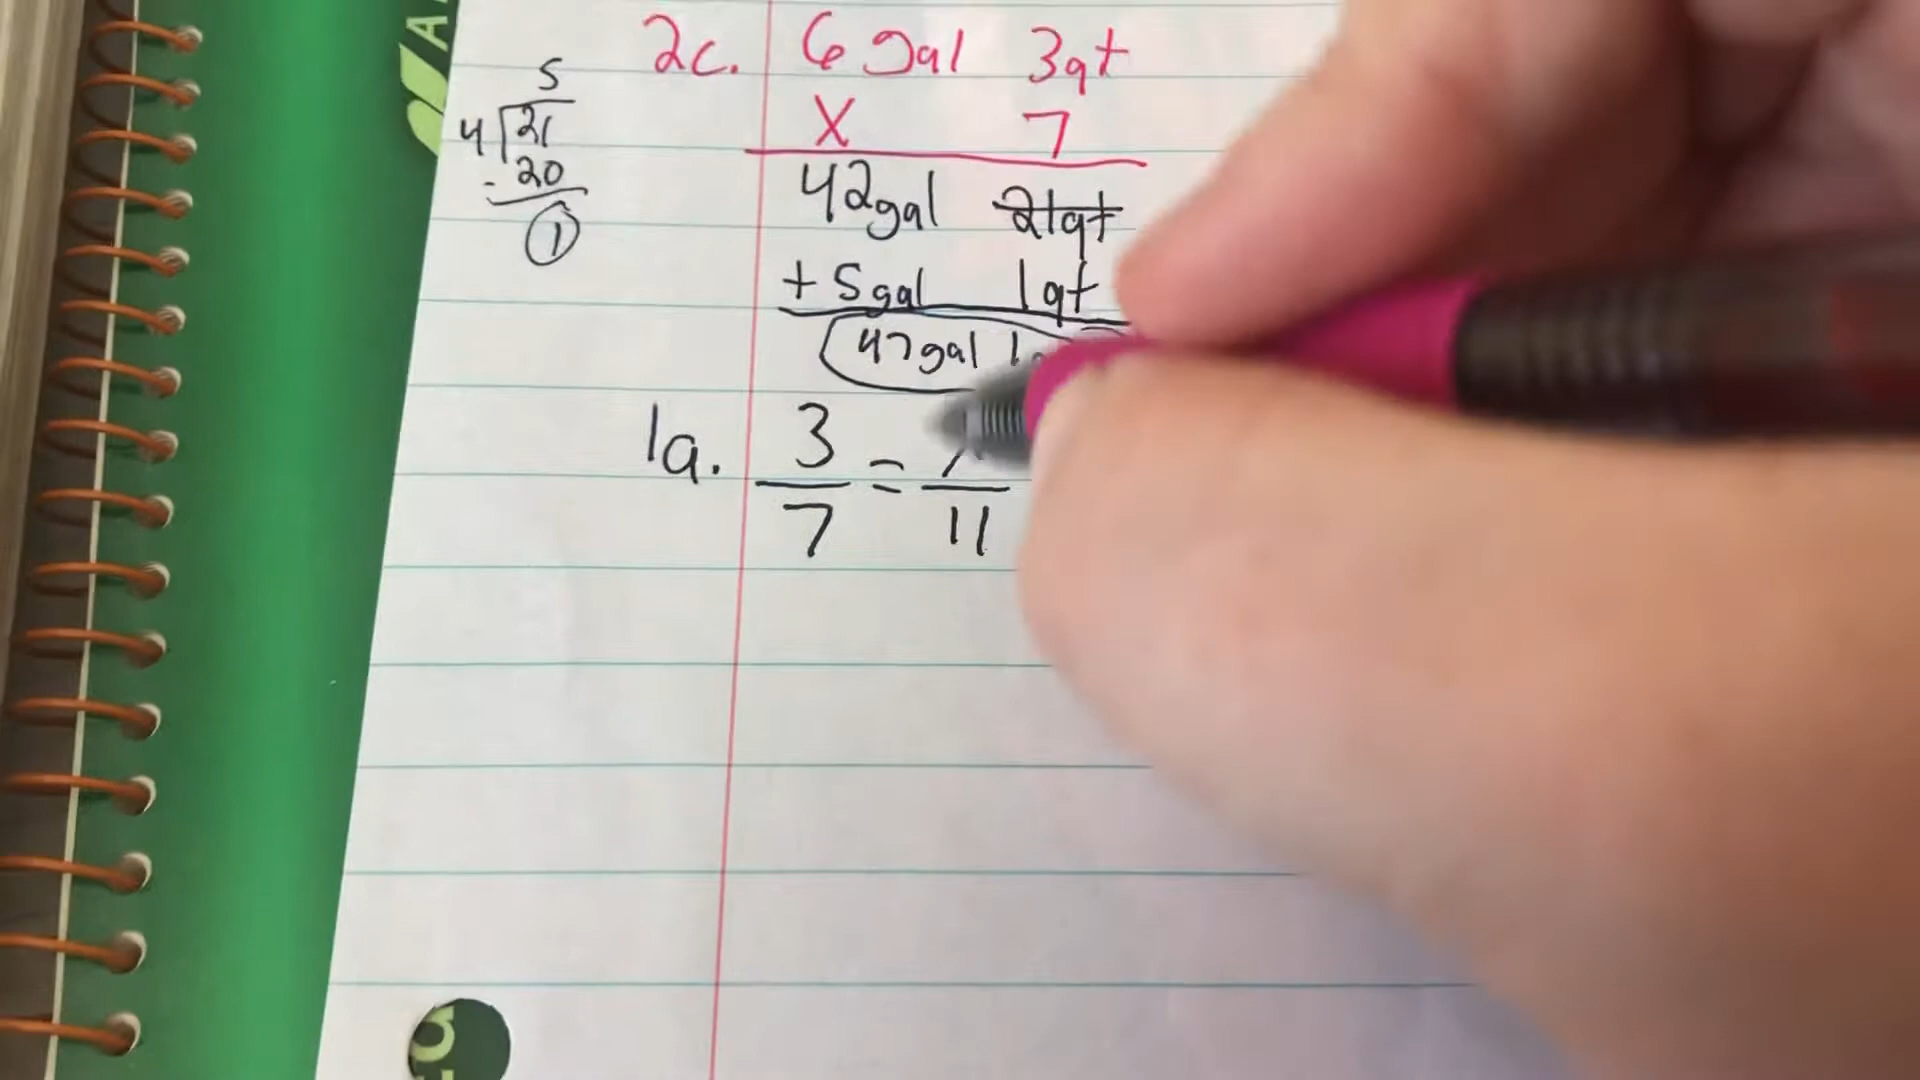 2c. 6 gal 3qt
X 7
42gal 21qt
+ 5gal 1qt
47gal 1
5
4 21
- 20
1
1a. 3/7 = /11